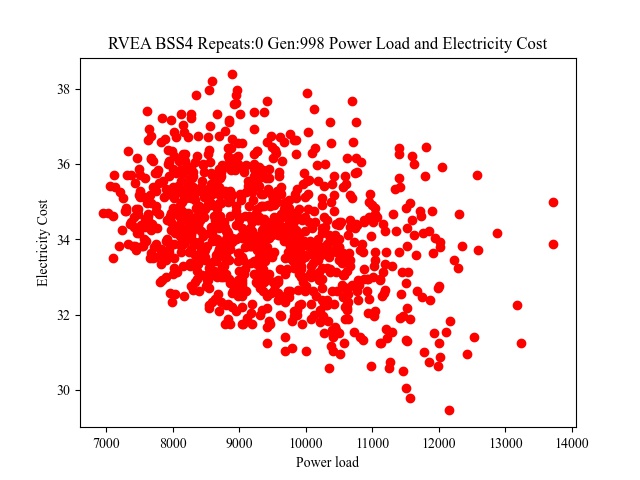 RVEA BSS4 Repeats:0 Gen:998 Power Load and Electricity Cost
38
36
34
32
30
Electricity Cost
7000 8000 9000 10000 11000 12000 13000 14000
Power load